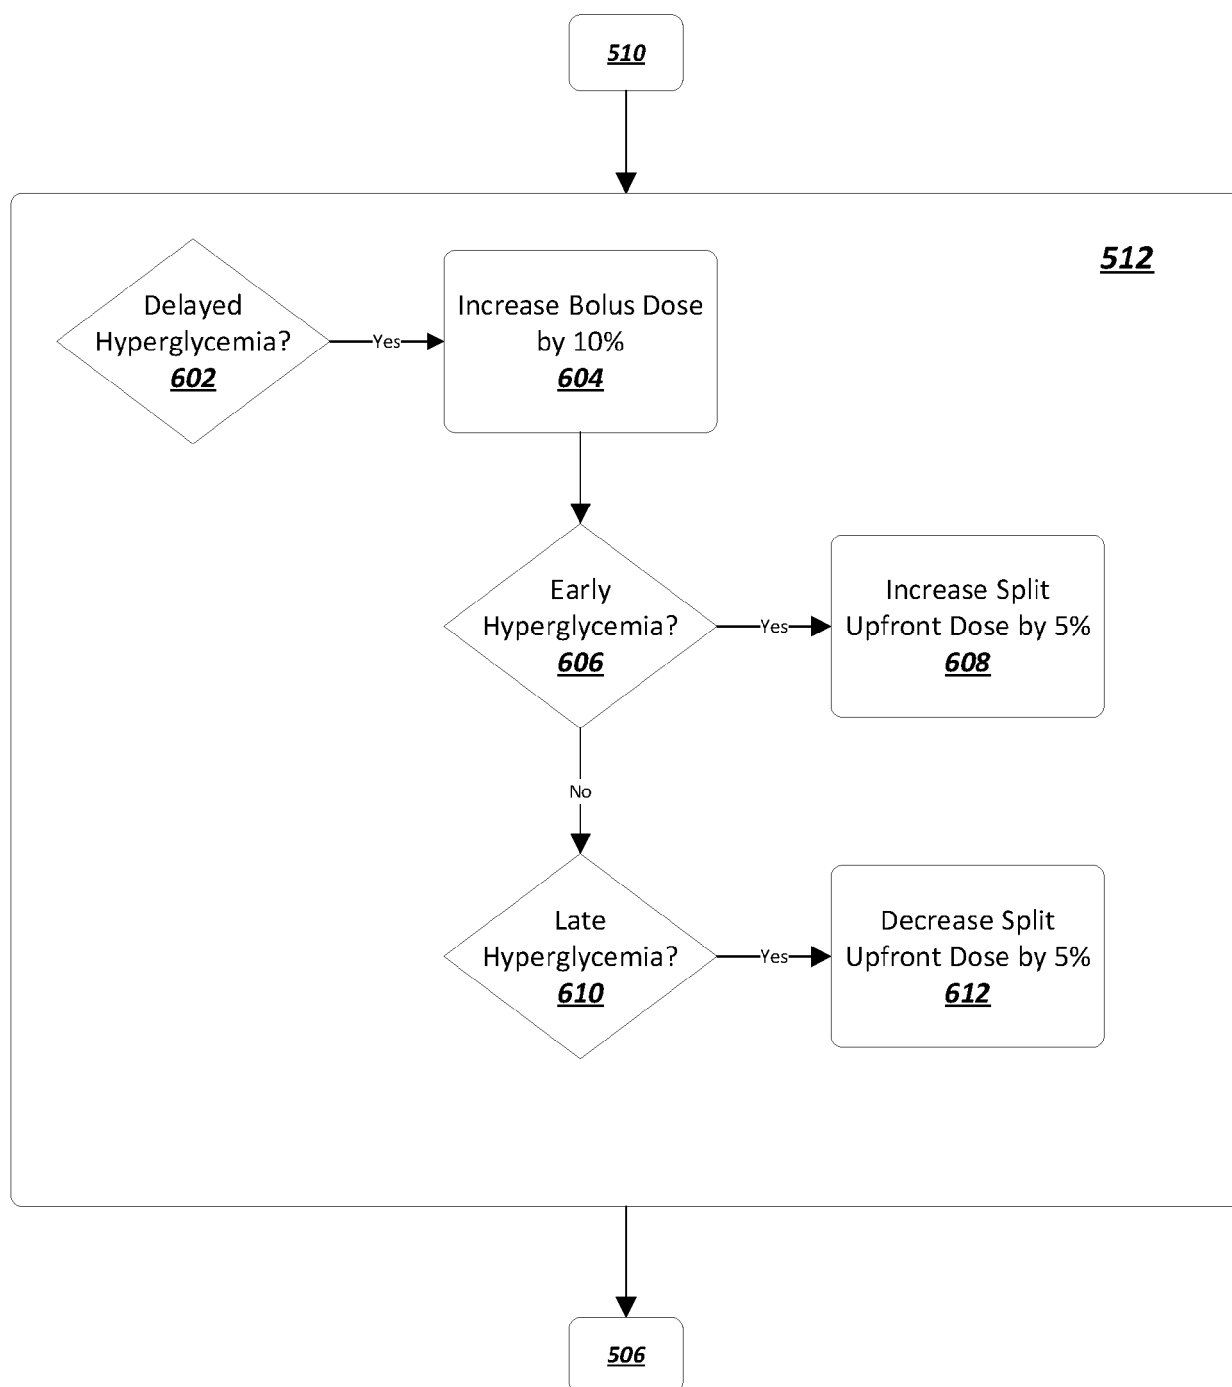 510
512
Delayed
Hyperglycemia?
602
Yes
Increase Bolus Dose
by 10%
604
Early
Hyperglycemia?
606
Yes
Increase Split
Upfront Dose by 5%
608
No
Late
Hyperglycemia?
610
Yes
Decrease Split
Upfront Dose by 5%
612
506